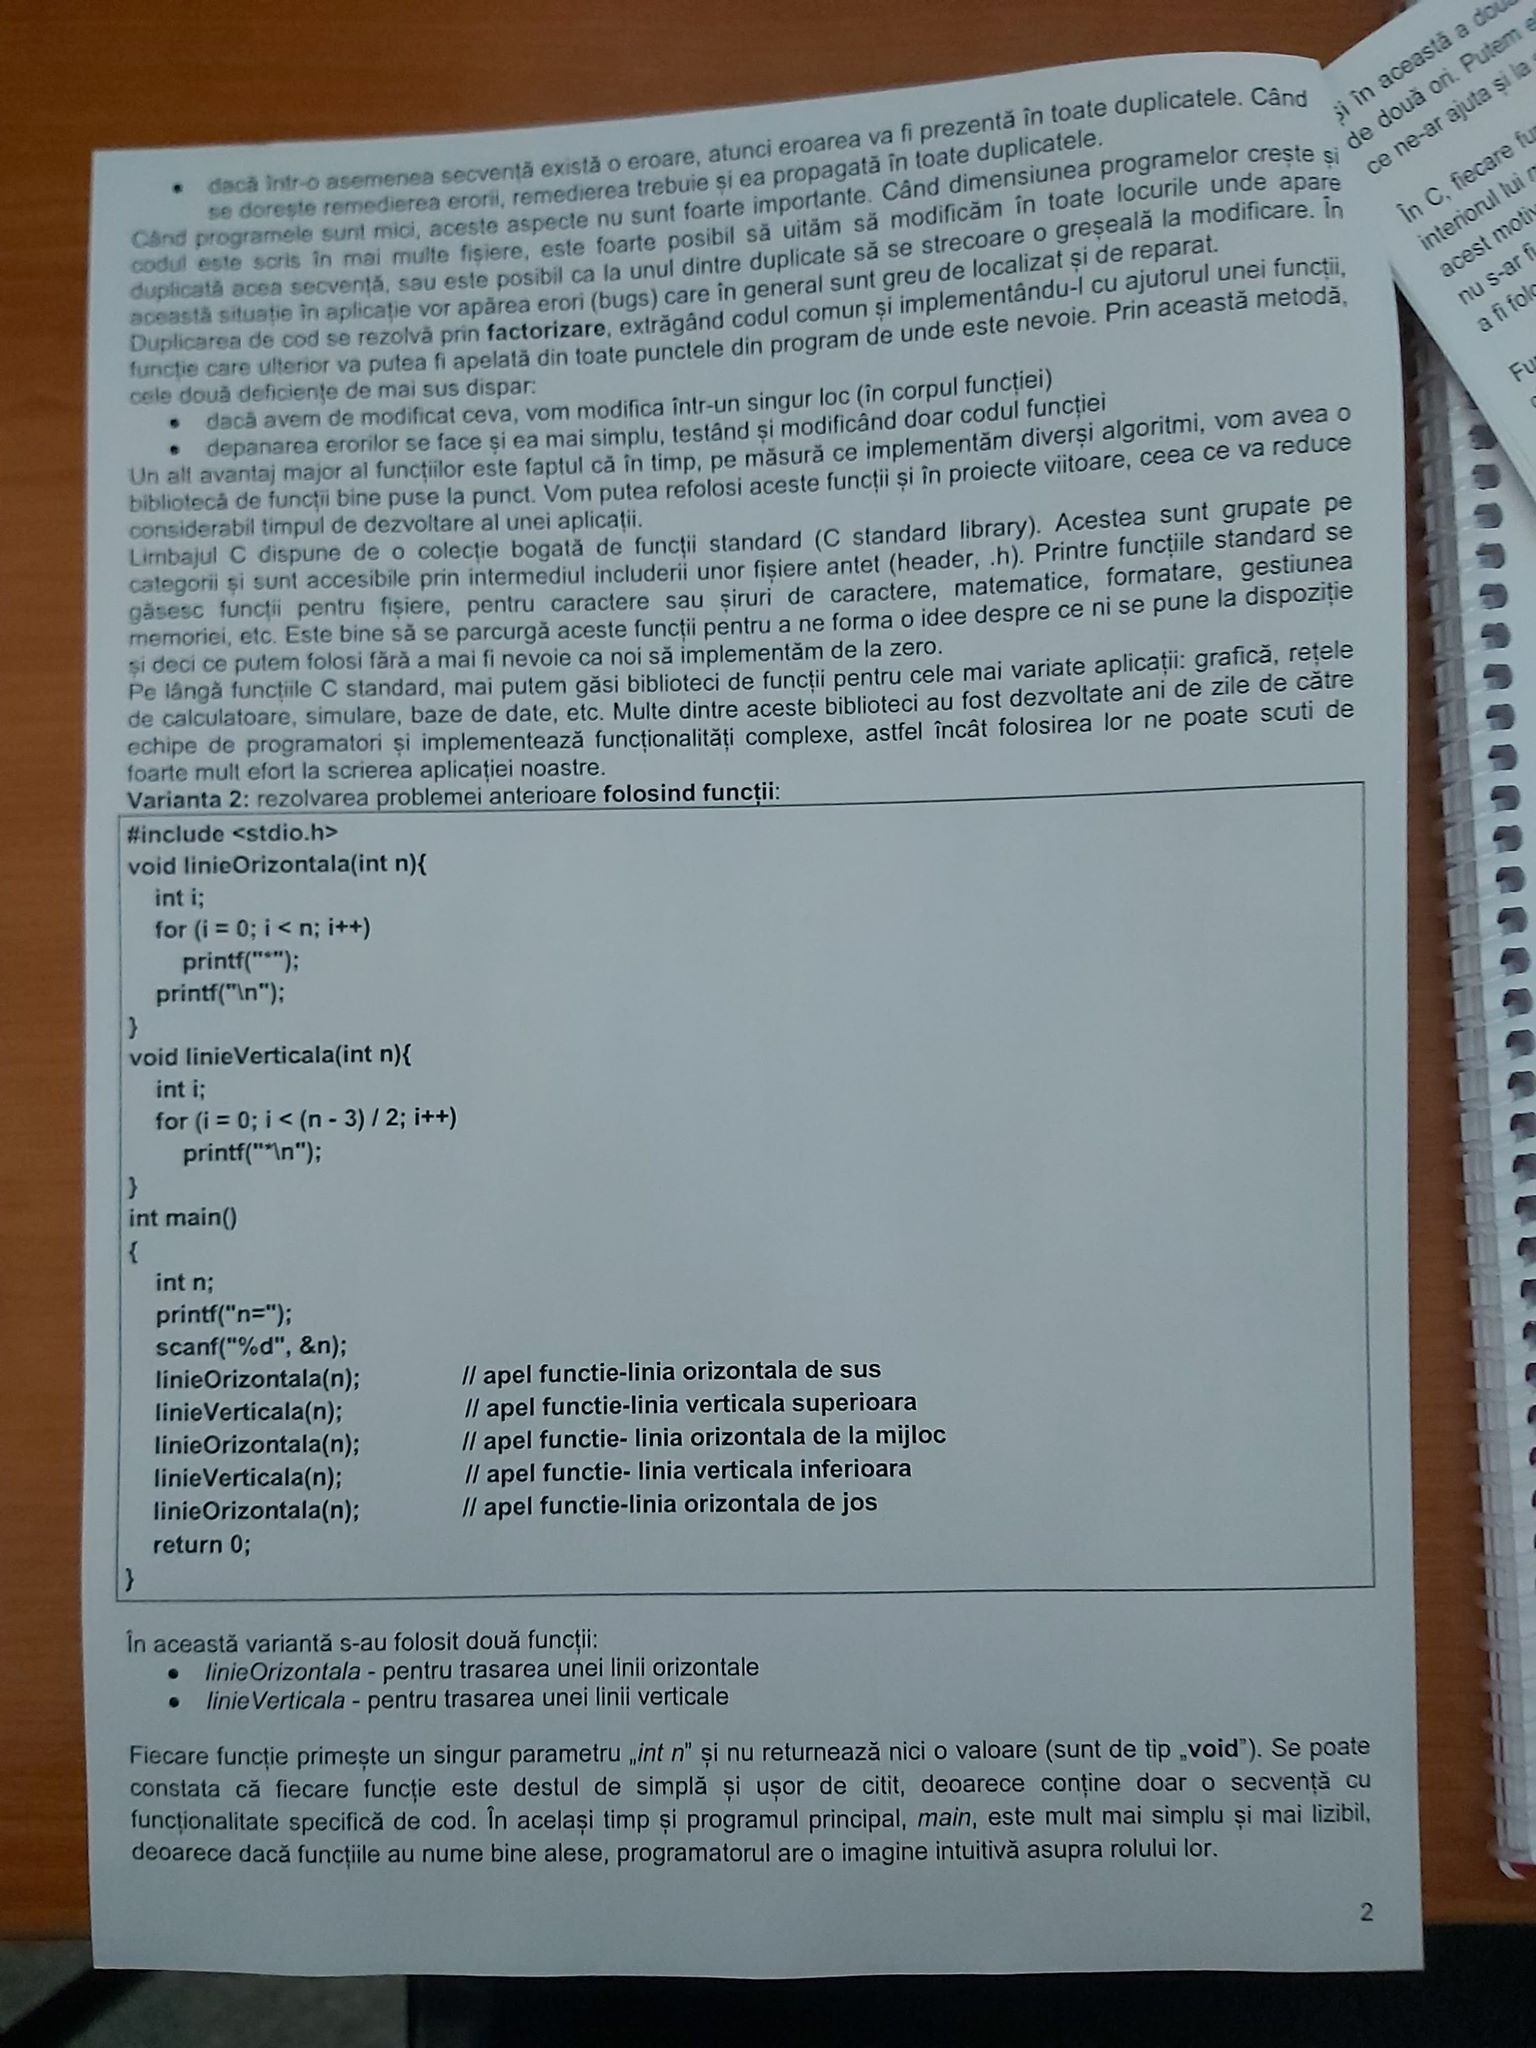 • dacă într-o asemenea secvență există o eroare, atunci eroarea va fi prezentă în toate duplicatele. Când
se dorește remedierea erorii, remedierea trebuie și ea propagată în toate duplicatele.
Când programele sunt mici, aceste aspecte nu sunt foarte importante. Când dimensiunea programelor crește și
codul este scris în mai multe fișiere, este foarte posibil să uităm să modificăm în toate locurile unde apare
duplicată acea secvență, sau este posibil ca la unul dintre duplicate să se strecoare o greșeală la modificare. În
această situație în aplicație vor apărea erori (bugs) care în general sunt greu de localizat și de reparat.
Duplicarea de cod se rezolvă prin factorizare, extrăgând codul comun și implementându-l cu ajutorul unei funcții,
funcție care ulterior va putea fi apelată din toate punctele din program de unde este nevoie. Prin această metodă,
cele două deficiențe de mai sus dispar:
• dacă avem de modificat ceva, vom modifica într-un singur loc (în corpul funcției)
• depanarea erorilor se face și ea mai simplu, testând și modificând doar codul funcției
Un alt avantaj major al funcțiilor este faptul că în timp, pe măsură ce implementăm diverși algoritmi, vom avea o
bibliotecă de funcții bine puse la punct. Vom putea refolosi aceste funcții și în proiecte viitoare, ceea ce va reduce
considerabil timpul de dezvoltare al unei aplicații.
Limbajul C dispune de o colecție bogată de funcții standard (C standard library). Acestea sunt grupate pe
categorii și sunt accesibile prin intermediul includerii unor fișiere antet (header, .h). Printre funcțiile standard se
găsesc funcții pentru fișiere, pentru caractere sau șiruri de caractere, matematice, formatare, gestiunea
memoriei, etc. Este bine să se parcurgă aceste funcții pentru a ne forma o idee despre ce ni se pune la dispoziție
și deci ce putem folosi fără a mai fi nevoie ca noi să implementăm de la zero.
Pe lângă funcțiile C standard, mai putem găsi biblioteci de funcții pentru cele mai variate aplicații: grafică, rețele
de calculatoare, simulare, baze de date, etc. Multe dintre aceste biblioteci au fost dezvoltate ani de zile de către
echipe de programatori și implementează funcționalități complexe, astfel încât folosirea lor ne poate scuti de
foarte mult efort la scrierea aplicației noastre.
Varianta 2: rezolvarea problemei anterioare folosind funcții:
#include <stdio.h>
void linieOrizontala(int n){
int i;
for (i = 0; i < n; i++)
printf("*");
printf("\n");
}
void linieVerticala(int n){
int i;
for (i = 0; i < (n - 3) / 2; i++)
printf("*\n");
}
int main()
{
int n;
printf("n=");
scanf("%d", &n);
linieOrizontala(n); // apel functie-linia orizontala de sus
linieVerticala(n); // apel functie-linia verticala superioara
linieOrizontala(n); // apel functie- linia orizontala de la mijloc
linieVerticala(n); // apel functie- linia verticala inferioara
linieOrizontala(n); // apel functie-linia orizontala de jos
return 0;
}
În această variantă s-au folosit două funcții:
• linieOrizontala - pentru trasarea unei linii orizontale
• linieVerticala - pentru trasarea unei linii verticale
Fiecare funcție primește un singur parametru „int n” și nu returnează nici o valoare (sunt de tip „void”). Se poate
constata că fiecare funcție este destul de simplă și ușor de citit, deoarece conține doar o secvență cu
funcționalitate specifică de cod. În același timp și programul principal, main, este mult mai simplu și mai lizibil,
deoarece dacă funcțiile au nume bine alese, programatorul are o imagine intuitivă asupra rolului lor.
2
și în această a
de două ori. Putem
ce ne-ar ajuta și la
În C, fiecare
interiorul lui
acest
nu s-ar
a fi